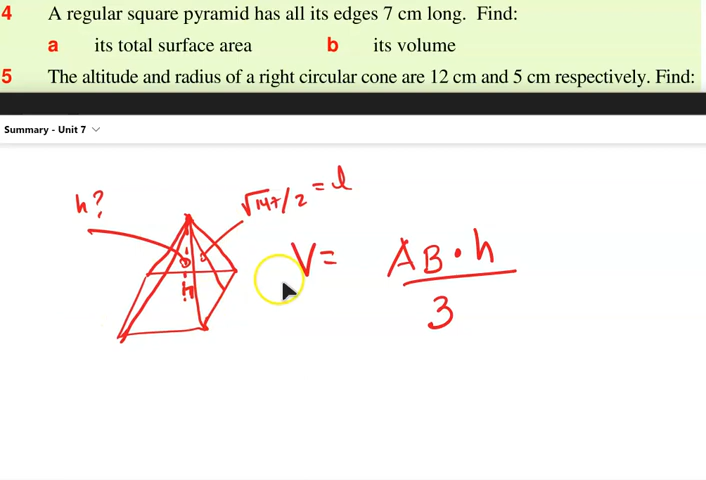 4 A regular square pyramid has all its edges 7 cm long. Find:
a its total surface area b its volume
5 The altitude and radius of a right circular cone are 12 cm and 5 cm respectively. Find:
Summary - Unit 7
h?
√147/2 = l
V = AB · h
3